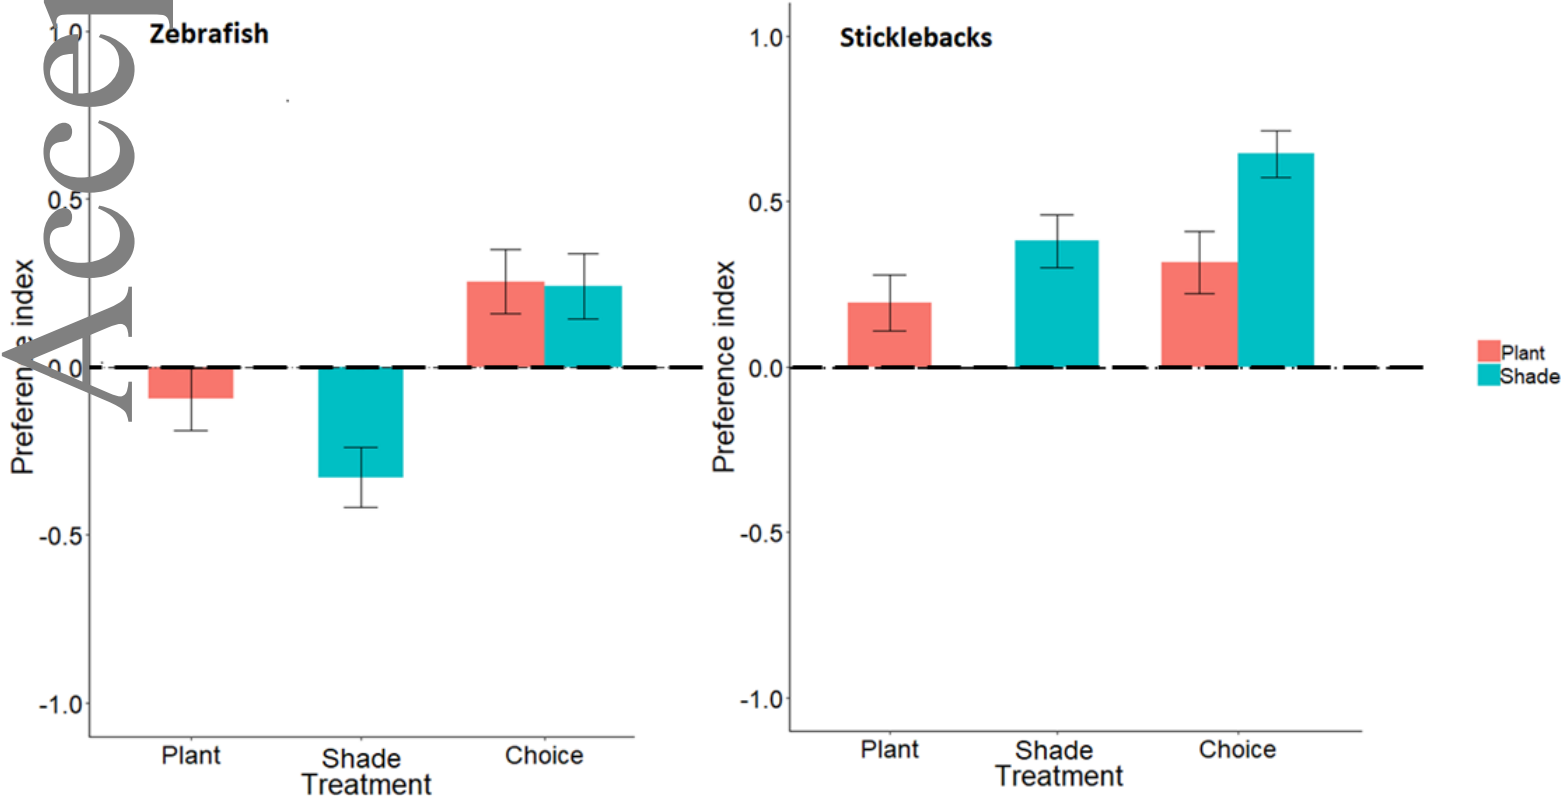 Accep
Zebrafish
1.0
0.5
0.0
-0.5
-1.0
Preference index
Plant
Shade
Choice
Treatment
Sticklebacks
1.0
0.5
0.0
-0.5
-1.0
Preference index
Plant
Shade
Choice
Treatment
Plant
Shade